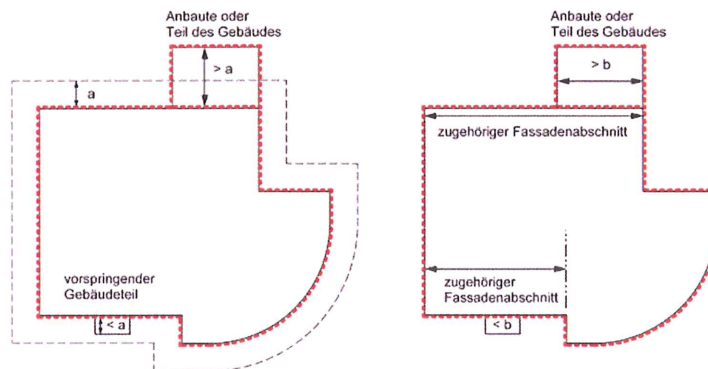 Anbaute oder
Teil des Gebäudes
> a
a
vorspringender
Gebäudeteil
< a
Anbaute oder
Teil des Gebäudes
> b
zugehöriger Fassadenabschnitt
zugehöriger
Fassadenabschnitt
< b